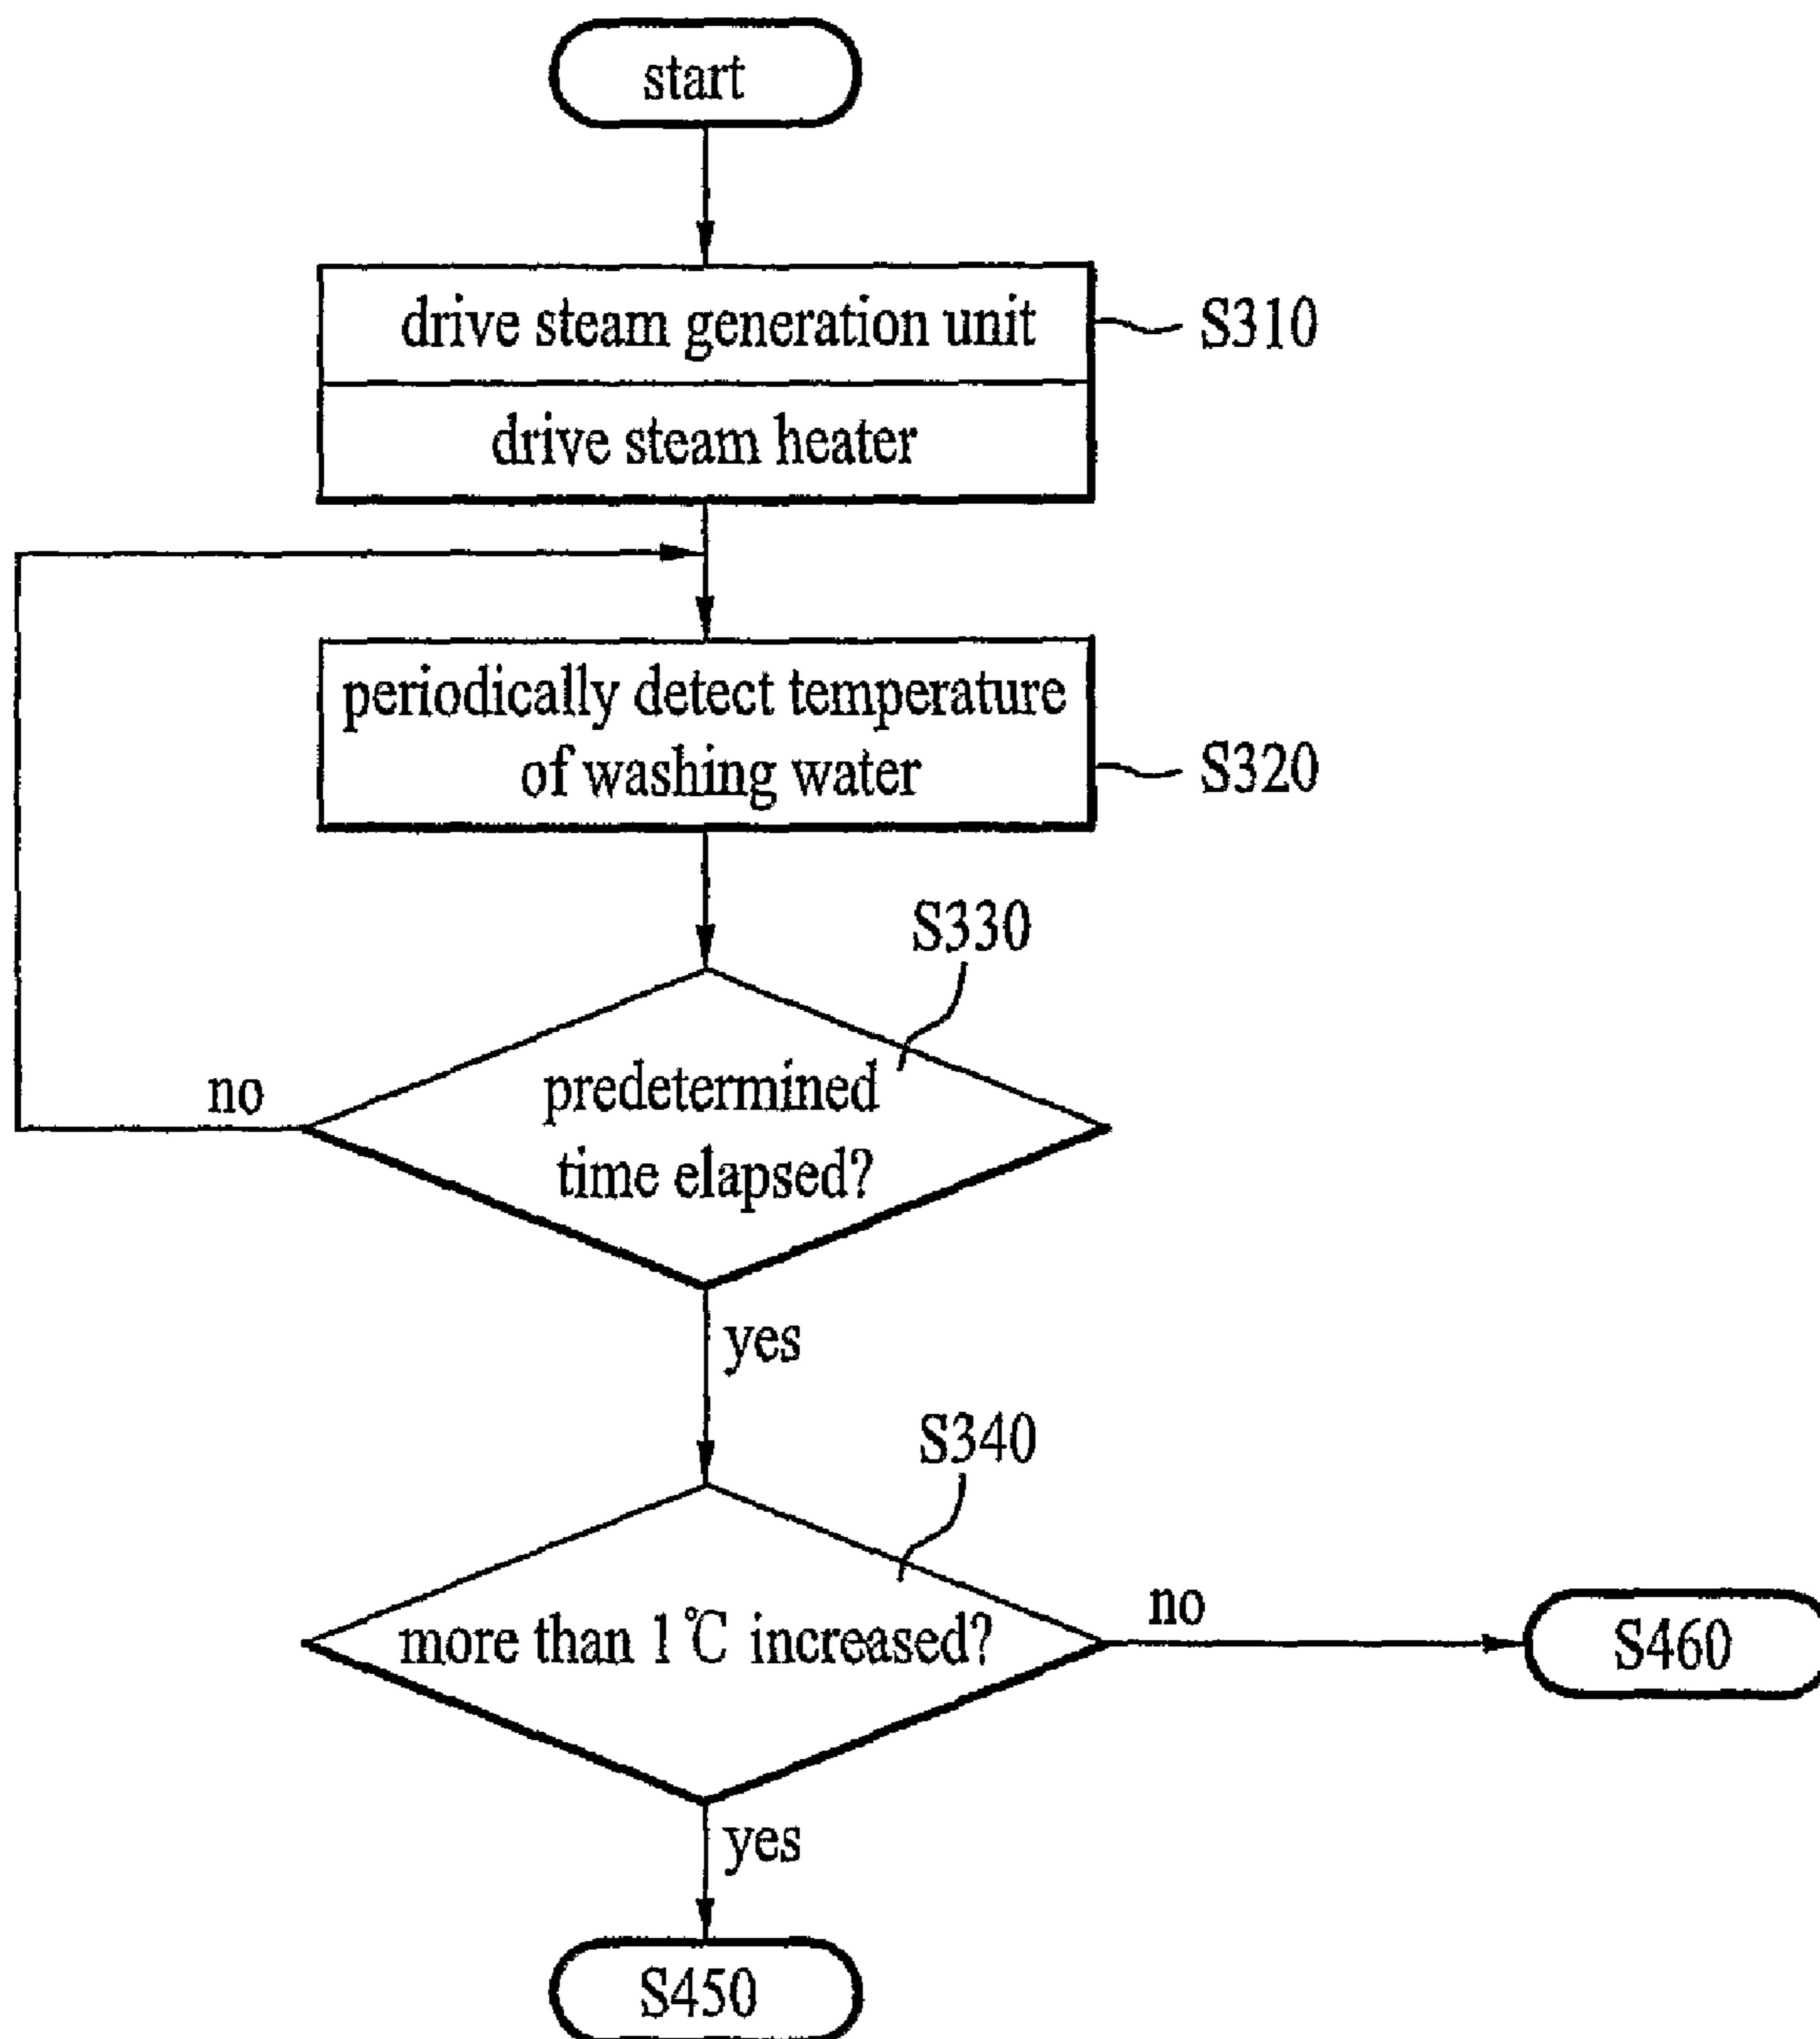 start
drive steam generation unit
S310
drive steam heater
periodically detect temperature
of washing water
S320
S330
predetermined
time elapsed?
no
yes
S340
more than 1℃ increased?
no
S460
yes
S450